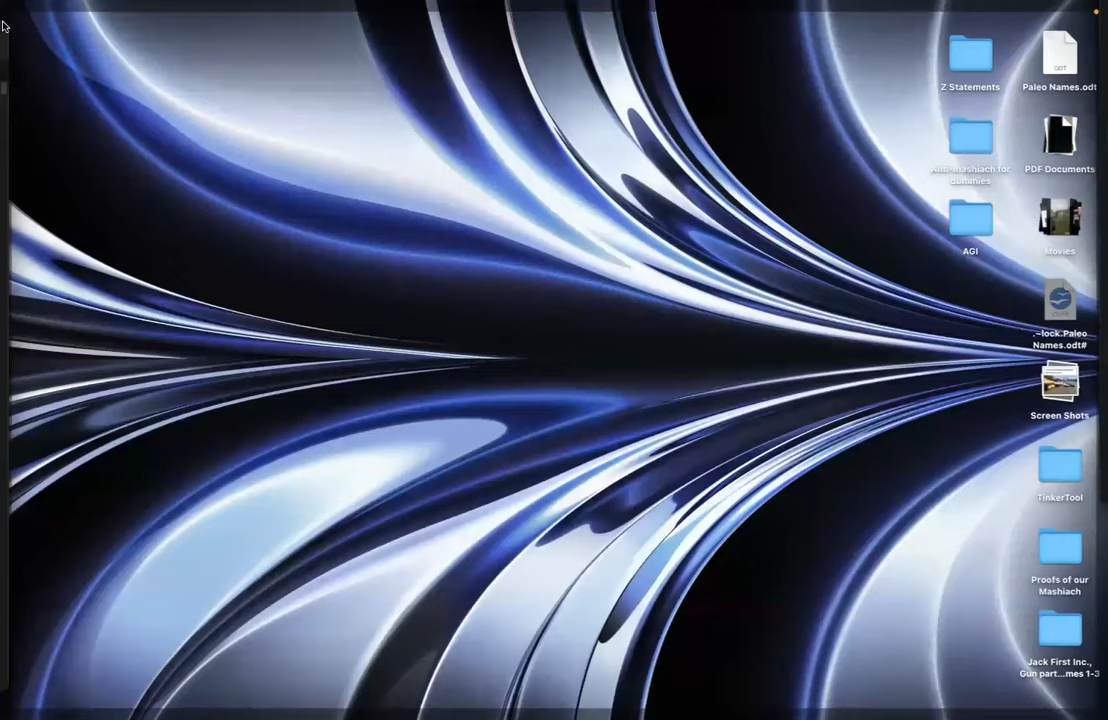 Z Statements
Paleo Names.odt
ODT
Anti-mashiach for
dummies
PDF Documents
AGI
Movies
.~lock.Paleo
Names.odt#
Screen Shots
TinkerTool
Proofs of our
Mashiach
Jack First Inc.,
Gun part...mes 1-3